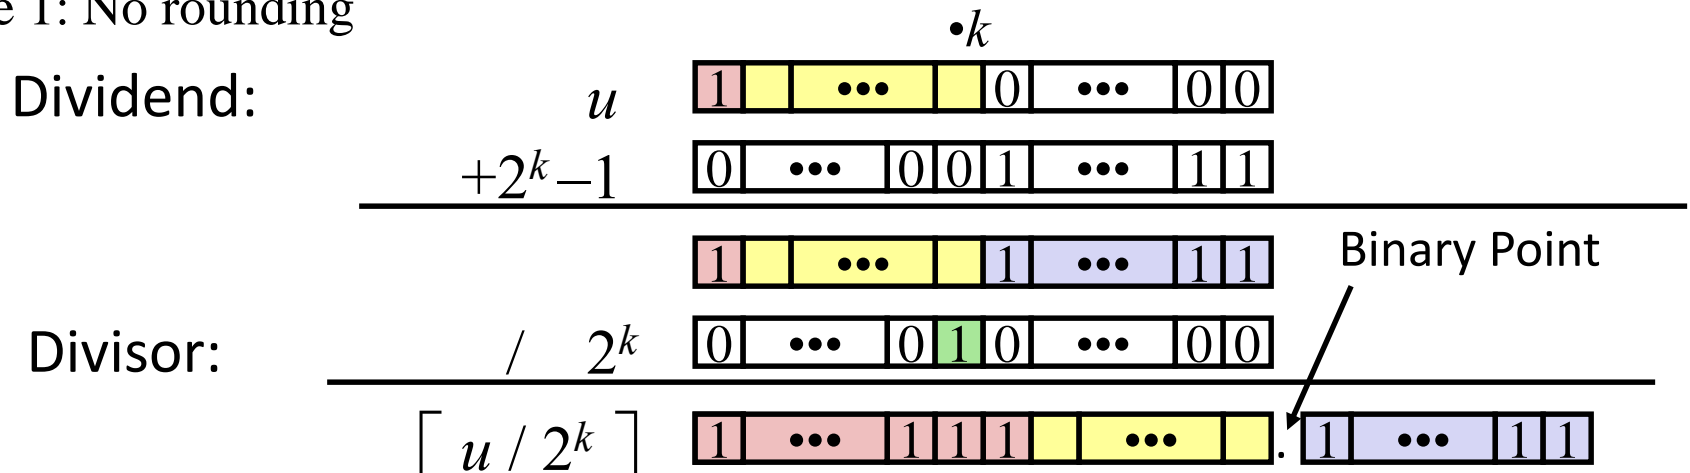 e 1: No rounding
•k
Dividend: u 1 ••• 0 ••• 0 0
+2^k –1 0 ••• 0 0 1 ••• 1 1
1 ••• 1 ••• 1 1
Binary Point
Divisor: / 2^k 0 ••• 0 1 0 ••• 0 0
⌈ u / 2^k ⌉ 1 ••• 1 1 1 ••• . 1 ••• 1 1